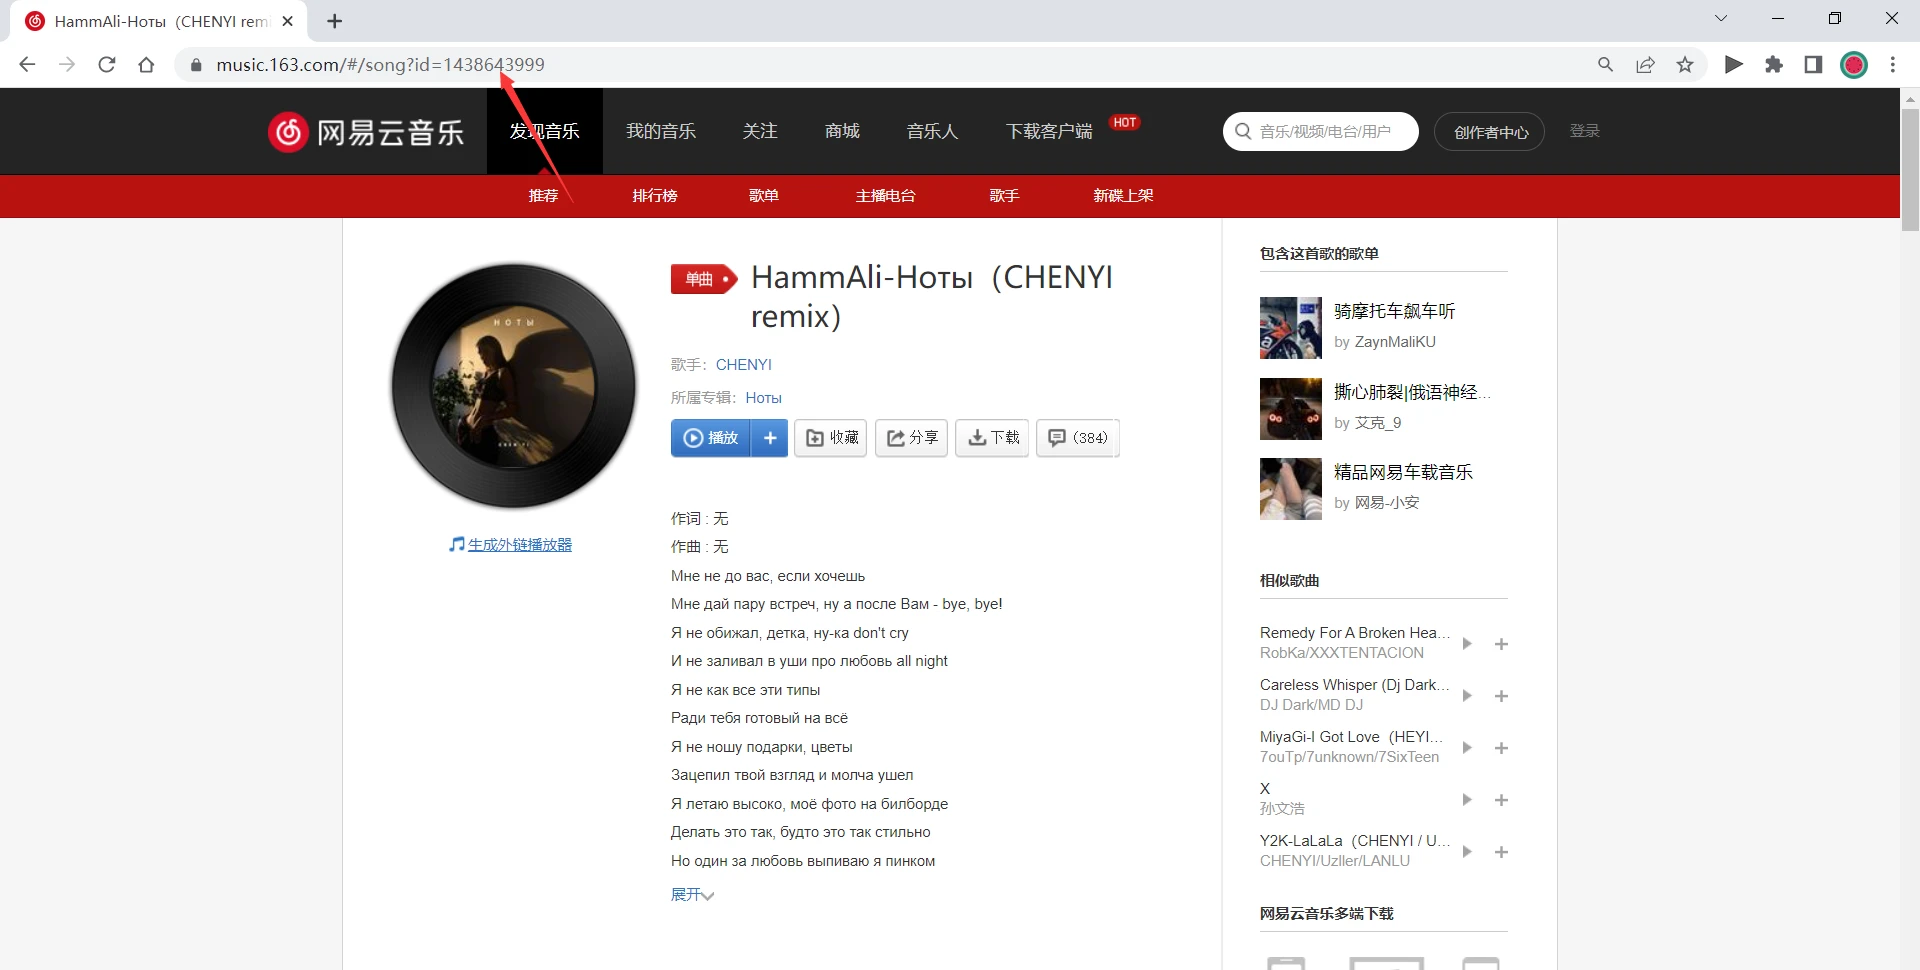 HammAli-Ноты（CHENYI remi
music.163.com/#/song?id=1438643999
网易云音乐
发现音乐
我的音乐
关注
商城
音乐人
下载客户端
HOT
音乐/视频/电台/用户
创作者中心
登录
推荐
排行榜
歌单
主播电台
歌手
新碟上架
НОТЫ
CHENYI
生成外链播放器
单曲
HammAli-Ноты（CHENYI
remix）
歌手： CHENYI
所属专辑： Ноты
播放
收藏
分享
下载
(384)
作词 : 无
作曲 : 无
Мне не до вас, если хочешь
Мне дай пару встреч, ну а после Вам - bye, bye!
Я не обижал, детка, ну-ка don't cry
И не заливал в уши про любовь all night
Я не как все эти типы
Ради тебя готовый на всё
Я не ношу подарки, цветы
Зацепил твой взгляд и молча ушел
Я летаю высоко, моё фото на билборде
Делать это так, будто это так стильно
Но один за любовь выпиваю я пинком
展开
包含这首歌的歌单
骑摩托车飙车听
by ZaynMaliKU
撕心肺裂|俄语神经...
by 艾克_9
精品网易车载音乐
by 网易-小安
相似歌曲
Remedy For A Broken Hea...
RobKa/XXXTENTACION
Careless Whisper (Dj Dark...
DJ Dark/MD DJ
MiyaGi-I Got Love（HEYI...
7ouTp/7unknown/7SixTeen
X
孙文浩
Y2K-LaLaLa（CHENYI / U...
CHENYI/Uzller/LANLU
网易云音乐多端下载